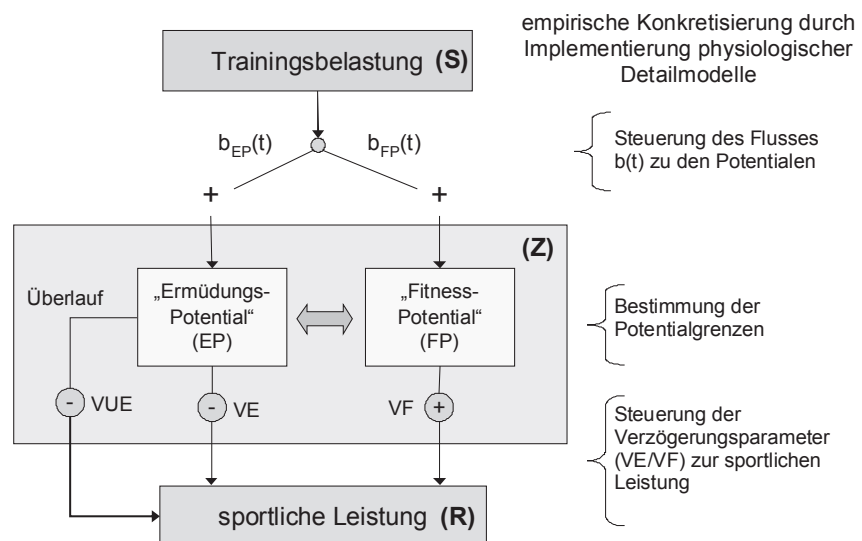 empirische Konkretisierung durch
Implementierung physiologischer
Detailmodelle
Trainingsbelastung (S)
b_EP(t)
b_FP(t)
Steuerung des Flusses
b(t) zu den Potentialen
+
+
(Z)
Überlauf
„Ermüdungs-
Potential“
(EP)
„Fitness-
Potential“
(FP)
Bestimmung der
Potentialgrenzen
-
VUE
-
VE
VF
+
Steuerung der
Verzögerungsparameter
(VE/VF) zur sportlichen
Leistung
sportliche Leistung (R)